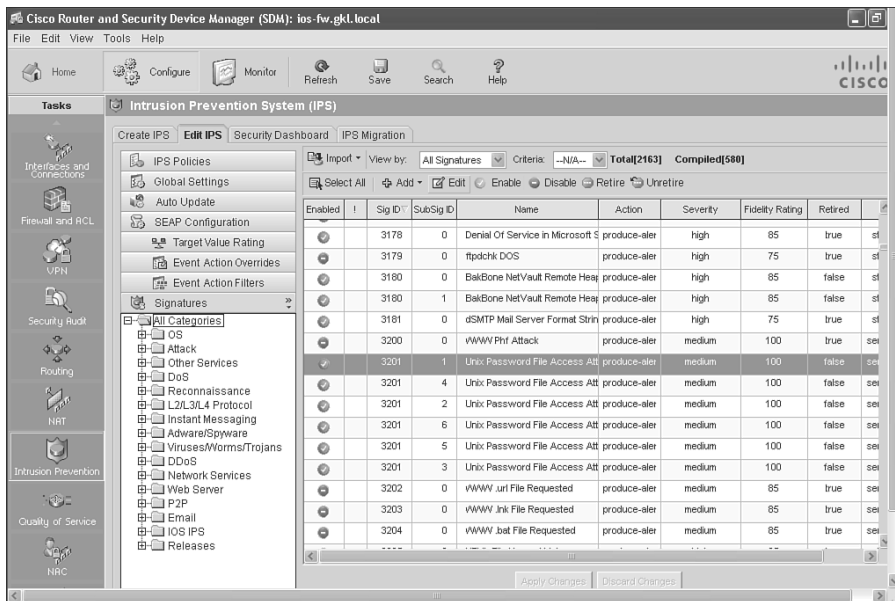 Cisco Router and Security Device Manager (SDM): ios-fw.gkl.local
File Edit View Tools Help
Home Configure Monitor Refresh Save Search Help
CISCO
Tasks
Interfaces and Connections
Firewall and ACL
VPN
Security Audit
Routing
NAT
Intrusion Prevention
Quality of Service
NAC
Intrusion Prevention System (IPS)
Create IPS Edit IPS Security Dashboard IPS Migration
IPS Policies
Global Settings
Auto Update
SEAP Configuration
Target Value Rating
Event Action Overrides
Event Action Filters
Signatures
All Categories
OS
Attack
Other Services
DoS
Reconnaissance
L2/L3/L4 Protocol
Instant Messaging
Adware/Spyware
Viruses/Worms/Trojans
DDoS
Network Services
Web Server
P2P
Email
IOS IPS
Releases
Import View by: All Signatures Criteria: --N/A-- Total[2163] Compiled[580]
Select All Add Edit Enable Disable Retire Unretire
Enabled ! Sig ID SubSig ID Name Action Severity Fidelity Rating Retired
3178 0 Denial Of Service in Microsoft S produce-aler high 85 true
3179 0 ftpdchk DOS produce-aler high 75 true
3180 0 BakBone NetVault Remote Heap produce-aler high 85 false
3180 1 BakBone NetVault Remote Heap produce-aler high 85 false
3181 0 dSMTP Mail Server Format Strin produce-aler high 75 true
3200 0 WWW Phf Attack produce-aler medium 100 true
3201 1 Unix Password File Access Att produce-aler medium 100 false
3201 4 Unix Password File Access Att produce-aler medium 100 false
3201 2 Unix Password File Access Att produce-aler medium 100 false
3201 6 Unix Password File Access Att produce-aler medium 100 false
3201 5 Unix Password File Access Att produce-aler medium 100 false
3201 3 Unix Password File Access Att produce-aler medium 100 false
3202 0 WWW .url File Requested produce-aler medium 85 true
3203 0 WWW .lnk File Requested produce-aler medium 85 true
3204 0 WWW .bat File Requested produce-aler medium 85 true
Apply Changes Discard Changes